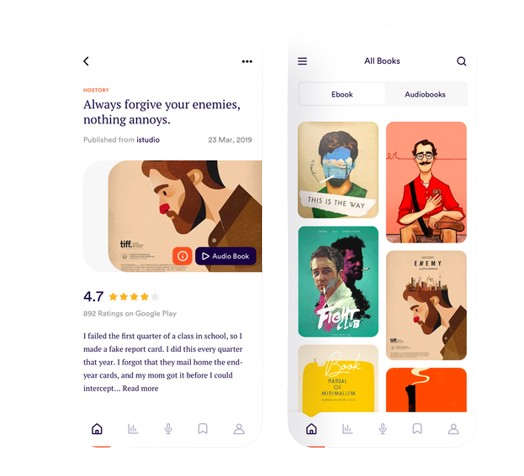 HOSTORY
Always forgive your enemies,
nothing annoys.
Published from istudio
23 Mar, 2019
tiff.
Audio Book
4.7
892 Ratings on Google Play
I failed the first quarter of a class in school, so I
made a fake report card. I did this every quarter
that year. I forgot that they mail home the end-
year cards, and my mom got it before I could
intercept... Read more
All Books
Ebook
Audiobooks
THIS IS THE WAY
FIGHT
CLUB
ENEMY
tiff.
Book
MANUAL
OF
MINIMALISM